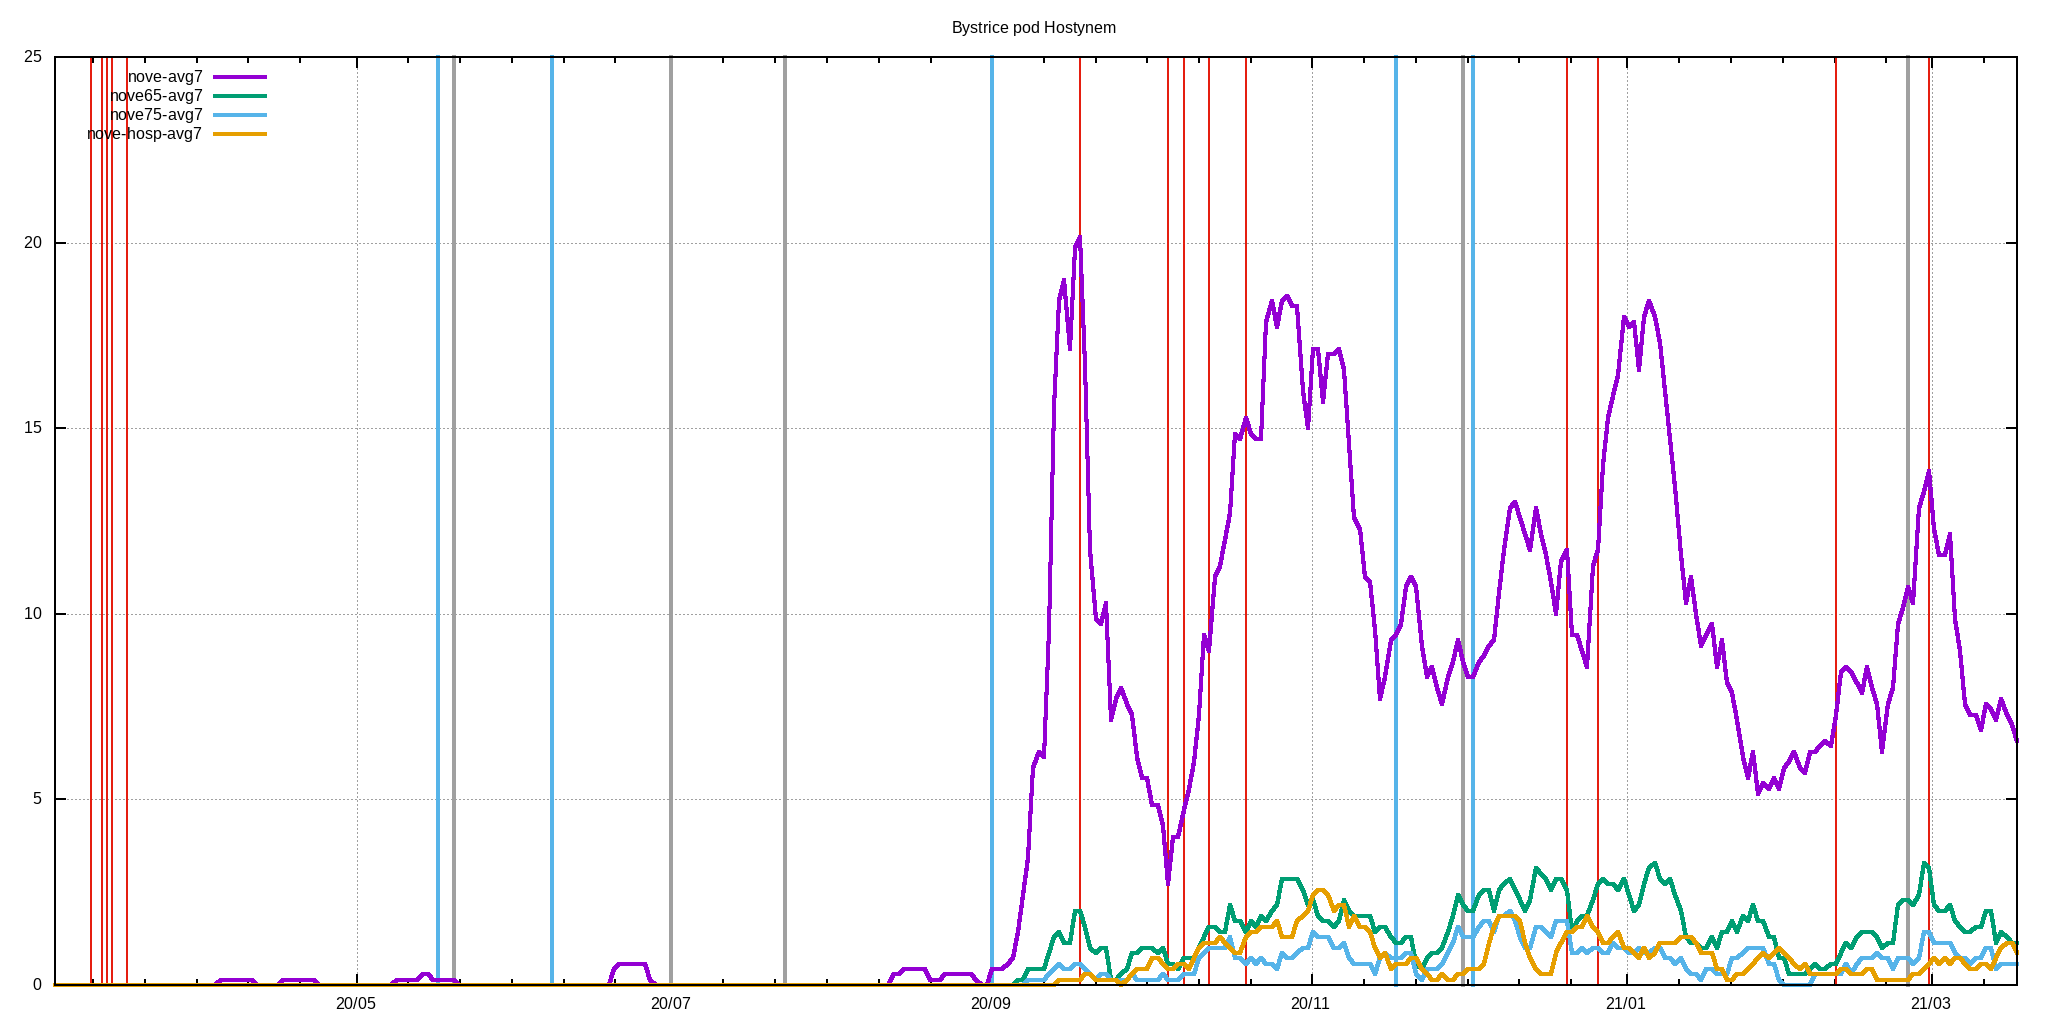 Bystrice pod Hostynem
25
nove-avg7
nove65-avg7
nove75-avg7
nove-hosp-avg7
20
15
10
5
0
20/05 20/07 20/09 20/11 21/01 21/03